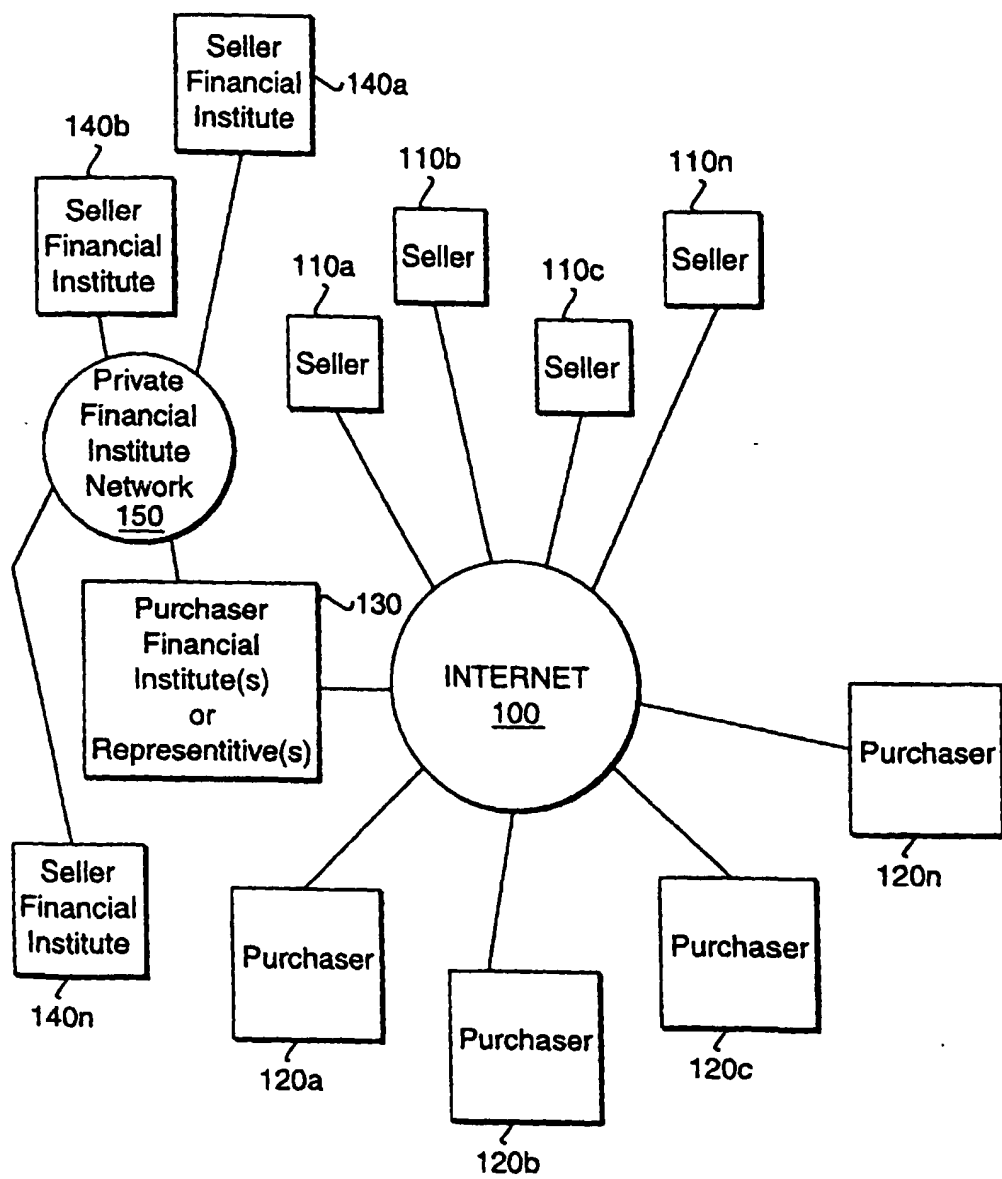 Seller
Financial
Institute
140a
140b
Seller
Financial
Institute
110b
110n
Seller
Seller
110a
110c
Seller
Seller
Private
Financial
Institute
Network
150
130
Purchaser
Financial
Institute(s)
or
Representitive(s)
INTERNET
100
Purchaser
120n
Seller
Financial
Institute
140n
Purchaser
120a
Purchaser
120b
Purchaser
120c